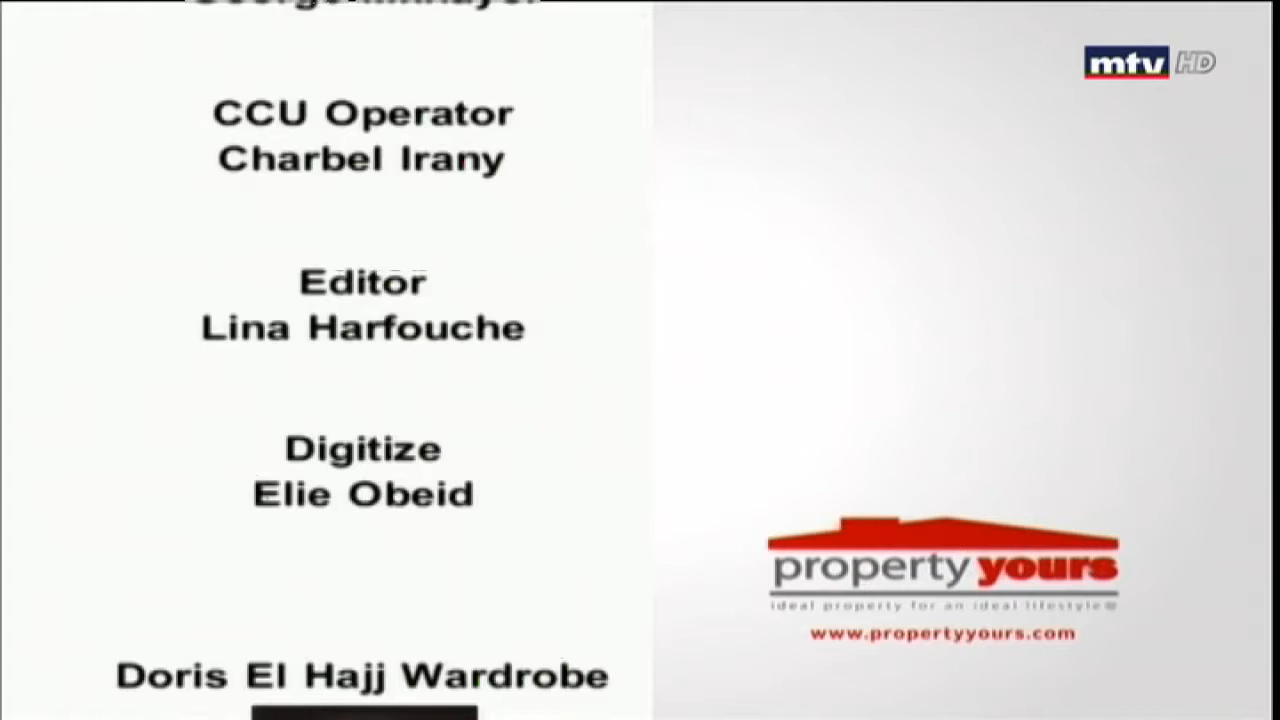 CCU Operator
Charbel Irany
Editor
Lina Harfouche
Digitize
Elie Obeid
Doris El Hajj Wardrobe
mtv HD
property yours
ideal property for an ideal lifestyle®
www.propertyyours.com